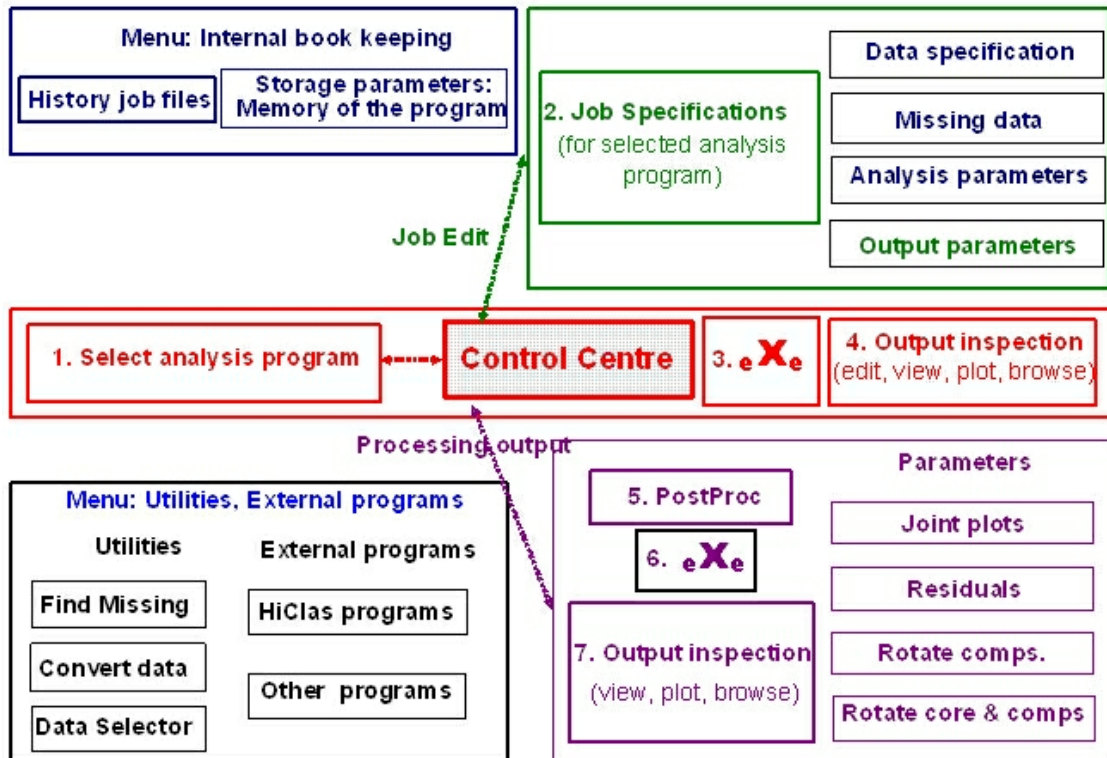 Menu: Internal book keeping
History job files
Storage parameters:
Memory of the program
2. Job Specifications
(for selected analysis
program)
Data specification
Missing data
Analysis parameters
Output parameters
Job Edit
1. Select analysis program
Control Centre
3. eXe
4. Output inspection
(edit, view, plot, browse)
Processing output
Menu: Utilities, External programs
Utilities
External programs
Find Missing
Convert data
Data Selector
HiClas programs
Other programs
5. PostProc
6. eXe
7. Output inspection
(view, plot, browse)
Parameters
Joint plots
Residuals
Rotate comps.
Rotate core & comps